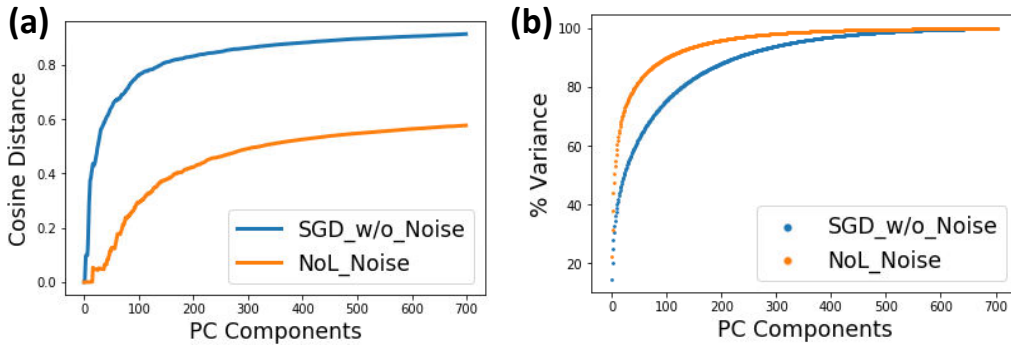 (a)
Cosine Distance
0.8
0.6
0.4
0.2
0.0
0 100 200 300 400 500 600 700
PC Components
SGD_w/o_Noise
NoL_Noise
(b)
% Variance
100
80
60
40
20
0 100 200 300 400 500 600 700
PC Components
SGD_w/o_Noise
NoL_Noise